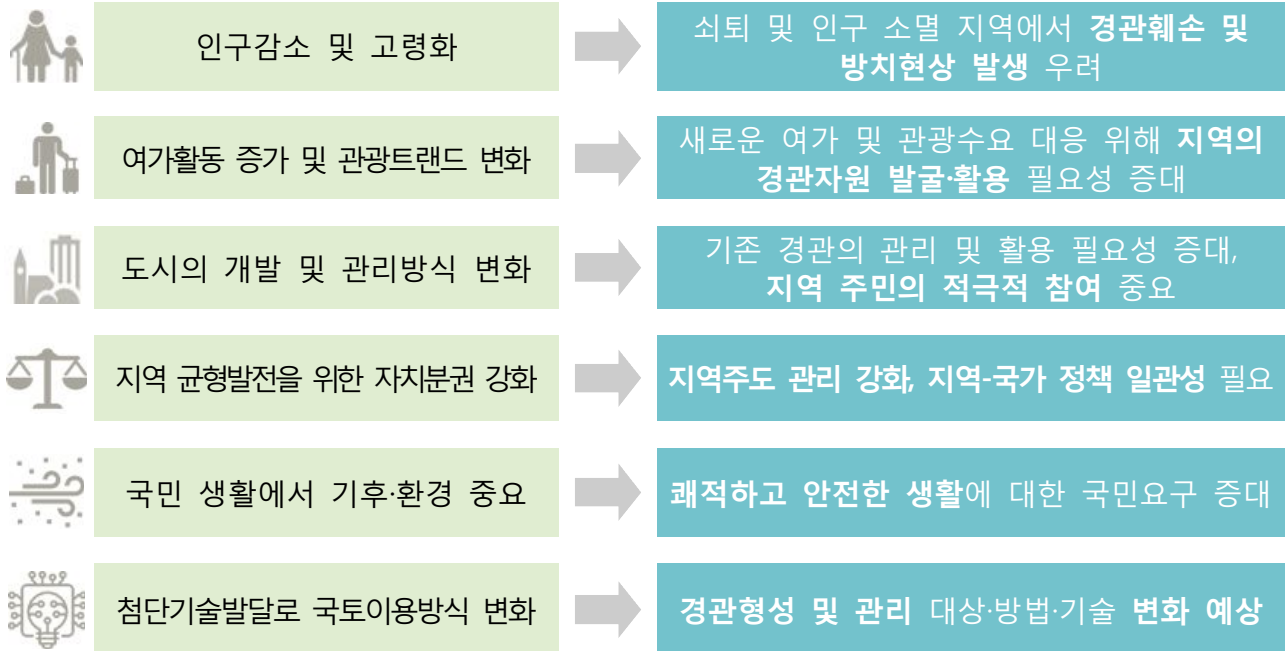 인구감소 및 고령화
쇠퇴 및 인구 소멸 지역에서 경관훼손 및
방치현상 발생 우려
여가활동 증가 및 관광트랜드 변화
새로운 여가 및 관광수요 대응 위해 지역의
경관자원 발굴·활용 필요성 증대
도시의 개발 및 관리방식 변화
기존 경관의 관리 및 활용 필요성 증대,
지역 주민의 적극적 참여 중요
지역 균형발전을 위한 자치분권 강화
지역주도 관리 강화, 지역-국가 정책 일관성 필요
국민 생활에서 기후·환경 중요
쾌적하고 안전한 생활에 대한 국민요구 증대
첨단기술발달로 국토이용방식 변화
경관형성 및 관리 대상·방법·기술 변화 예상